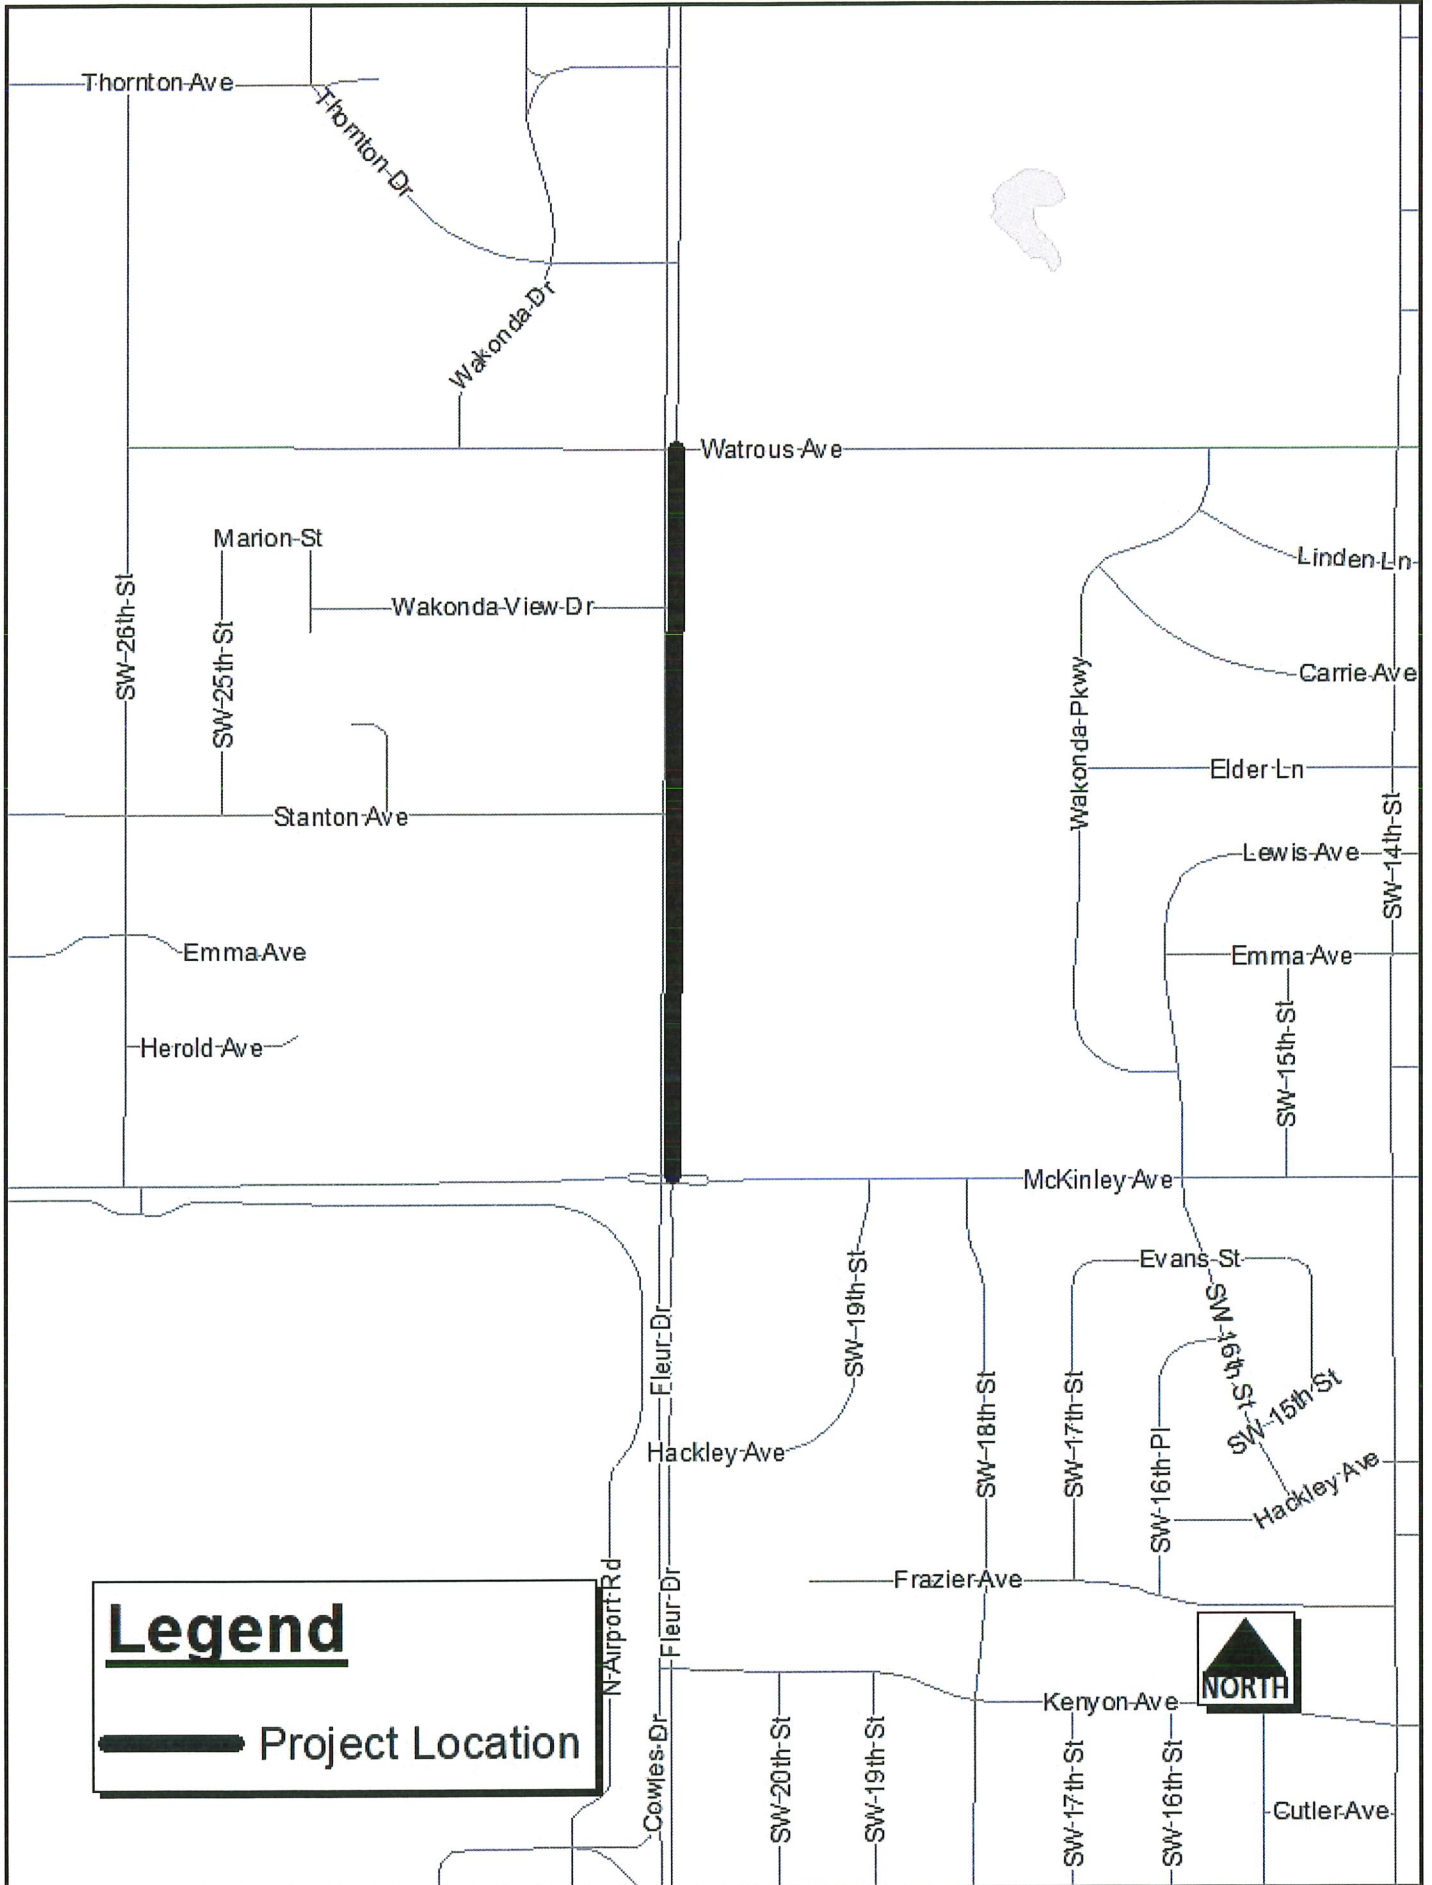 Thornton Ave
Thornton Dr
Wakonda Dr
Watrous Ave
Marion St
Linden Ln
Wakonda View Dr
SW 26th St
SW 25th St
Carrie Ave
Wakonda Pkwy
Elder Ln
Stanton Ave
SW 14th St
Lewis Ave
Emma Ave
Emma Ave
Herold Ave
SW 15th St
McKinley Ave
Evans St
SW 19th St
Fleur Dr
SW 16th St
SW 15th St
Hackley Ave
SW 18th St
SW 17th St
SW 16th Pl
Hackley Ave
Frazier Ave
N Airport Rd
Fleur Dr
Legend
Project Location
NORTH
Kenyon Ave
Cowles Dr
SW 20th St
SW 19th St
SW 17th St
SW 16th St
Cutler Ave